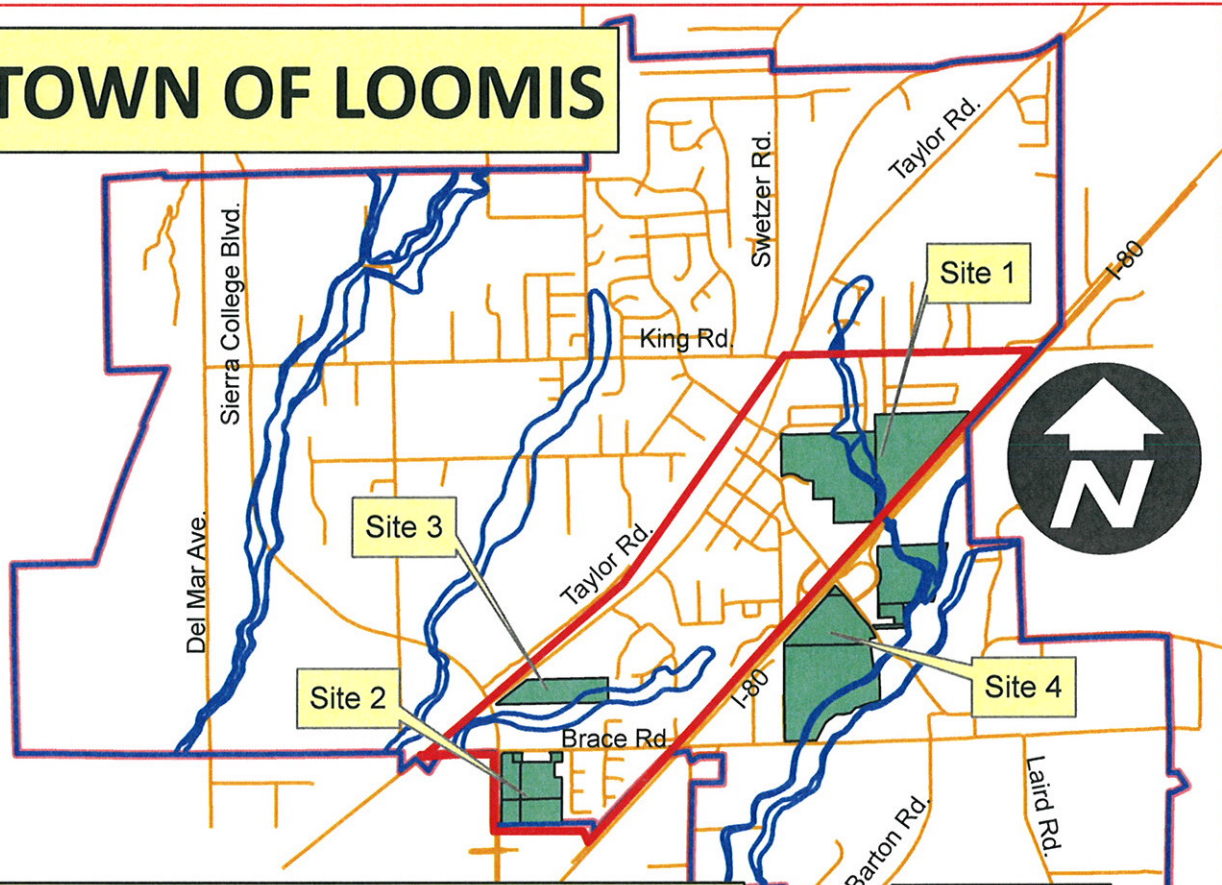 TOWN OF LOOMIS
Taylor Rd.
Swetzer Rd.
Sierra College Blvd.
Site 1
I-80
King Rd.
N
Site 3
Taylor Rd.
Del Mar Ave.
Site 2
I-80
Site 4
Brace Rd.
Laird Rd.
Barton Rd.